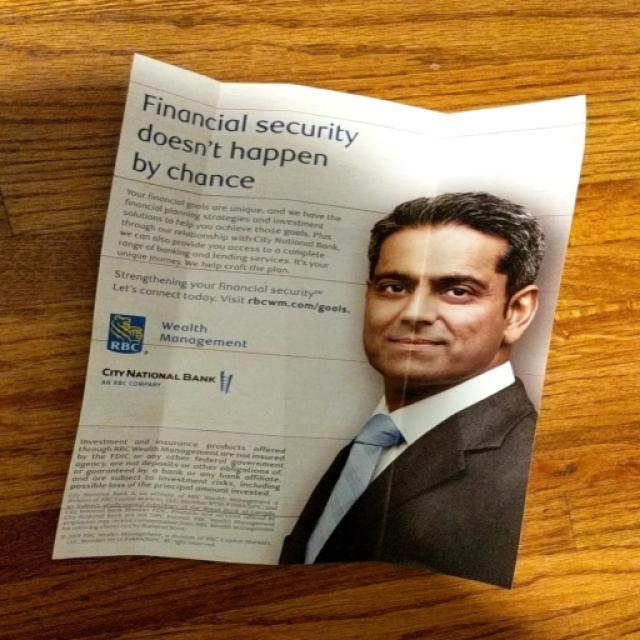 Financial security
doesn't happen
by chance
Your financial goals are unique, and we have the
financial planning strategies and investment
solutions to help you achieve those goals. Plus,
through our relationship with City National Bank,
we can also provide you access to a complete
range of banking and lending services. It's your
unique journey. We help craft the plan.
Strengthening your financial security℠
Let's connect today. Visit rbcwm.com/goals.
RBC
®
Wealth
Management
CITY NATIONAL BANK
AN RBC COMPANY
Investment and insurance products offered
through RBC Wealth Management are not insured
by the FDIC or any other federal government
agency, are not deposits or other obligations of,
or guaranteed by, a bank or any bank affiliate,
and are subject to investment risks, including
possible loss of the principal amount invested.